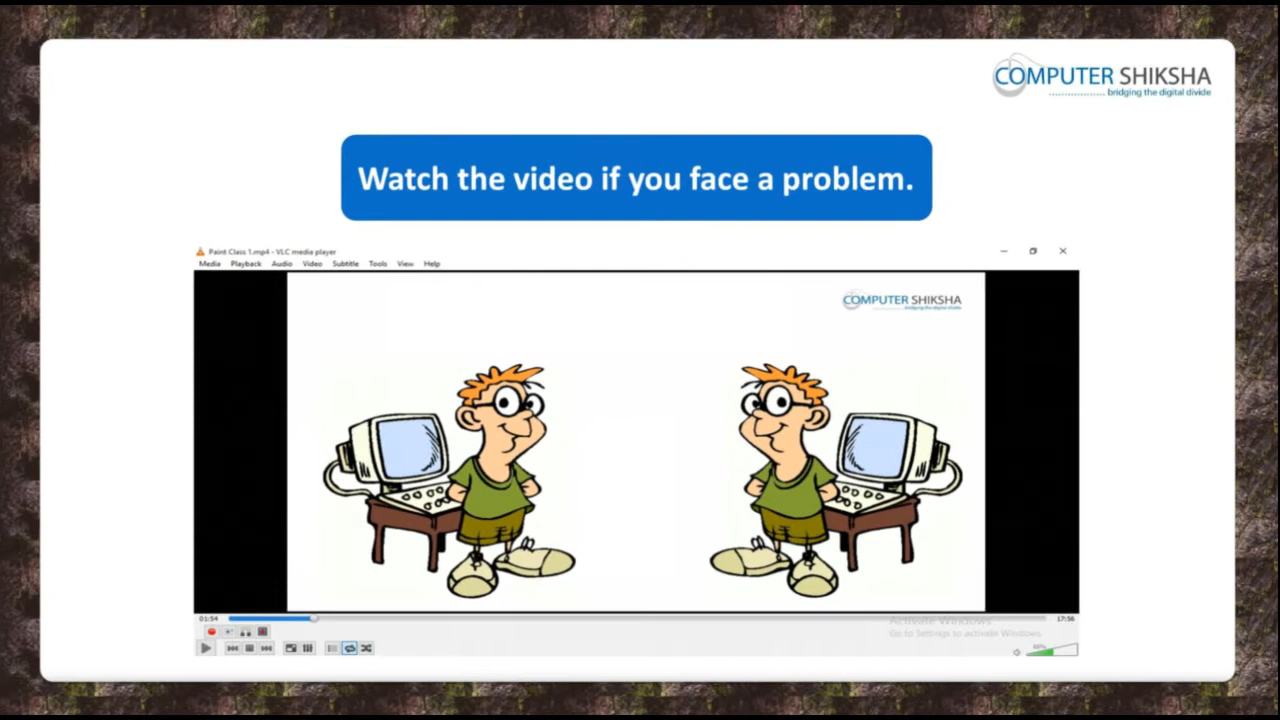 COMPUTER SHIKSHA
bridging the digital divide
Watch the video if you face a problem.
Paint Class 1.mp4 - VLC media player
Media Playback Audio Video Subtitle Tools View Help
COMPUTER SHIKSHA
bridging the digital divide
01:54
17:56
Activate Windows
Go to Settings to activate Windows.